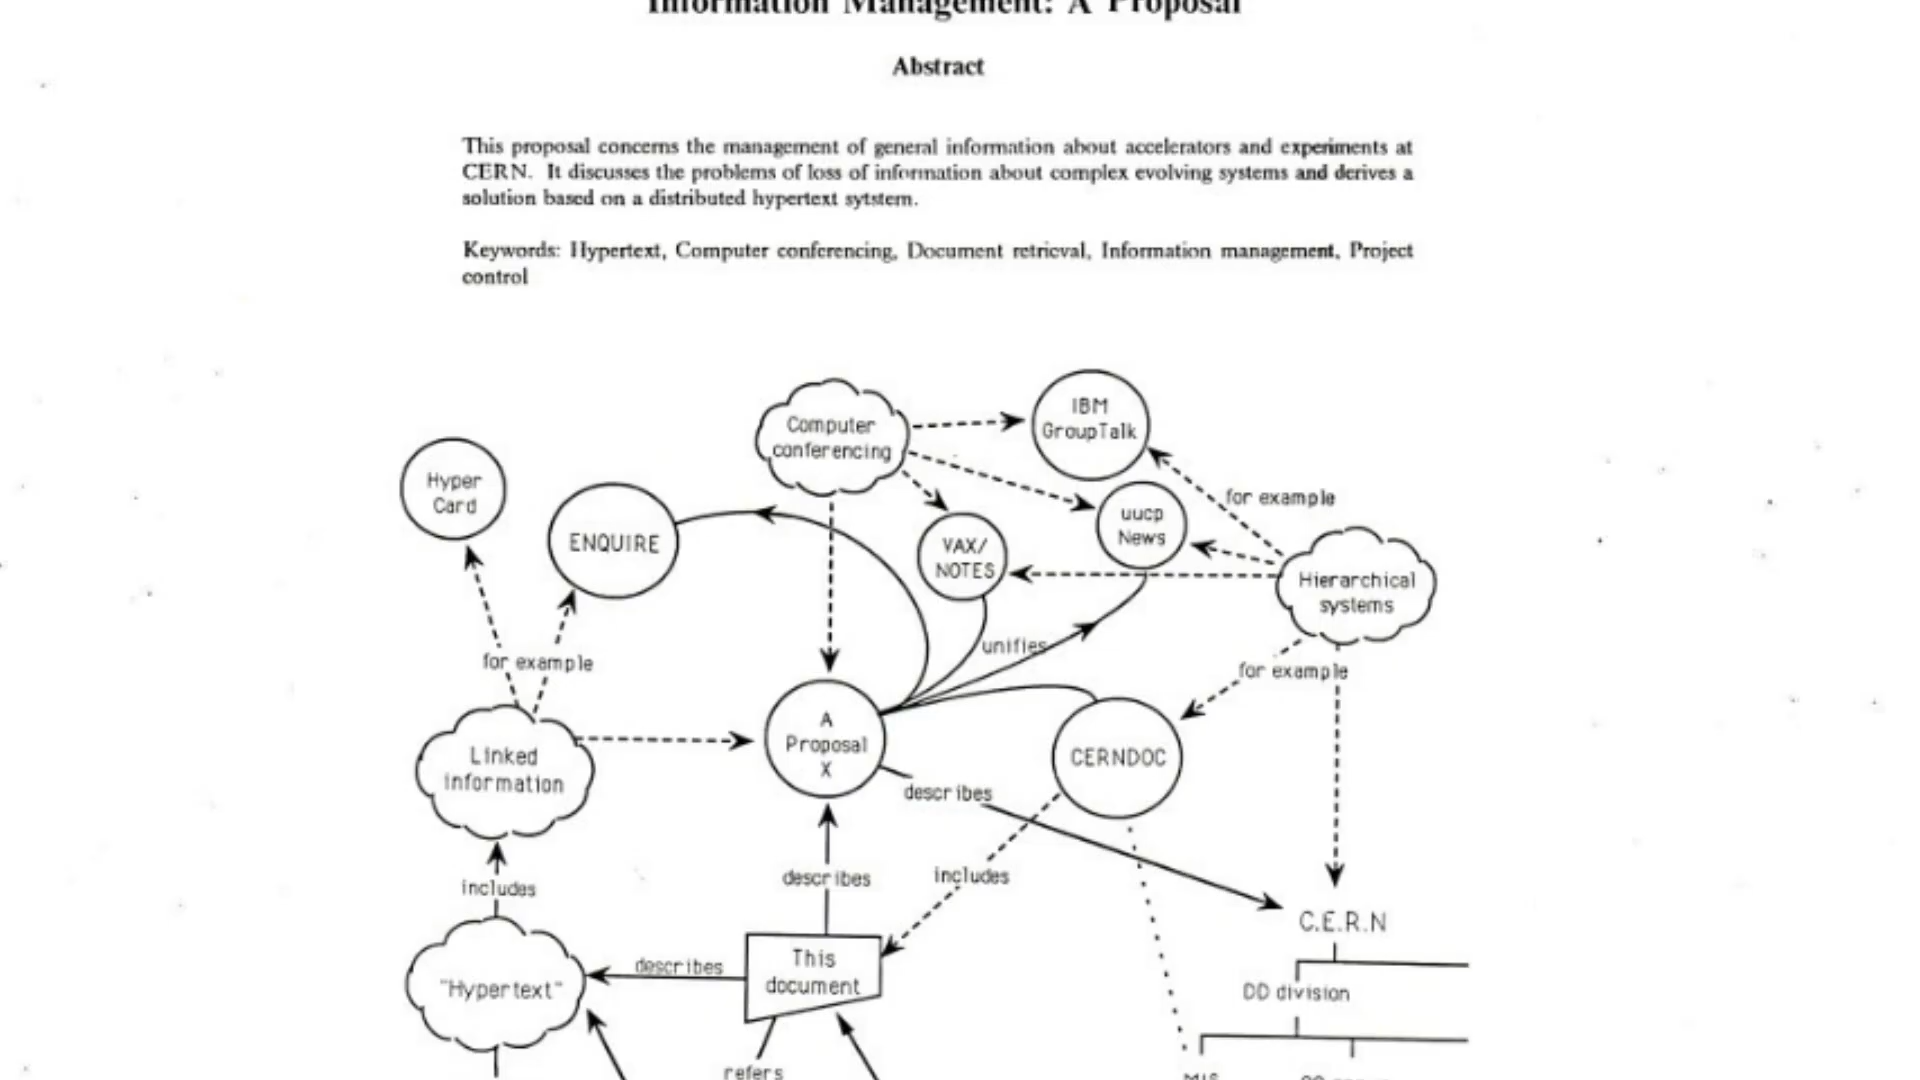 Information Management: A Proposal
Abstract
This proposal concerns the management of general information about accelerators and experiments at
CERN. It discusses the problems of loss of information about complex evolving systems and derives a
solution based on a distributed hypertext sytstem.
Keywords: Hypertext, Computer conferencing, Document retrieval, Information management, Project
control
Computer
conferencing
IBM
GroupTalk
Hyper
Card
ENQUIRE
VAX/
NOTES
uucp
News
for example
Hierarchical
systems
unifies
for example
for example
Linked
information
A
Proposal
X
CERNDOC
describes
includes
describes
includes
C.E.R.N
"Hypertext"
describes
This
document
DD division
refers
MIS